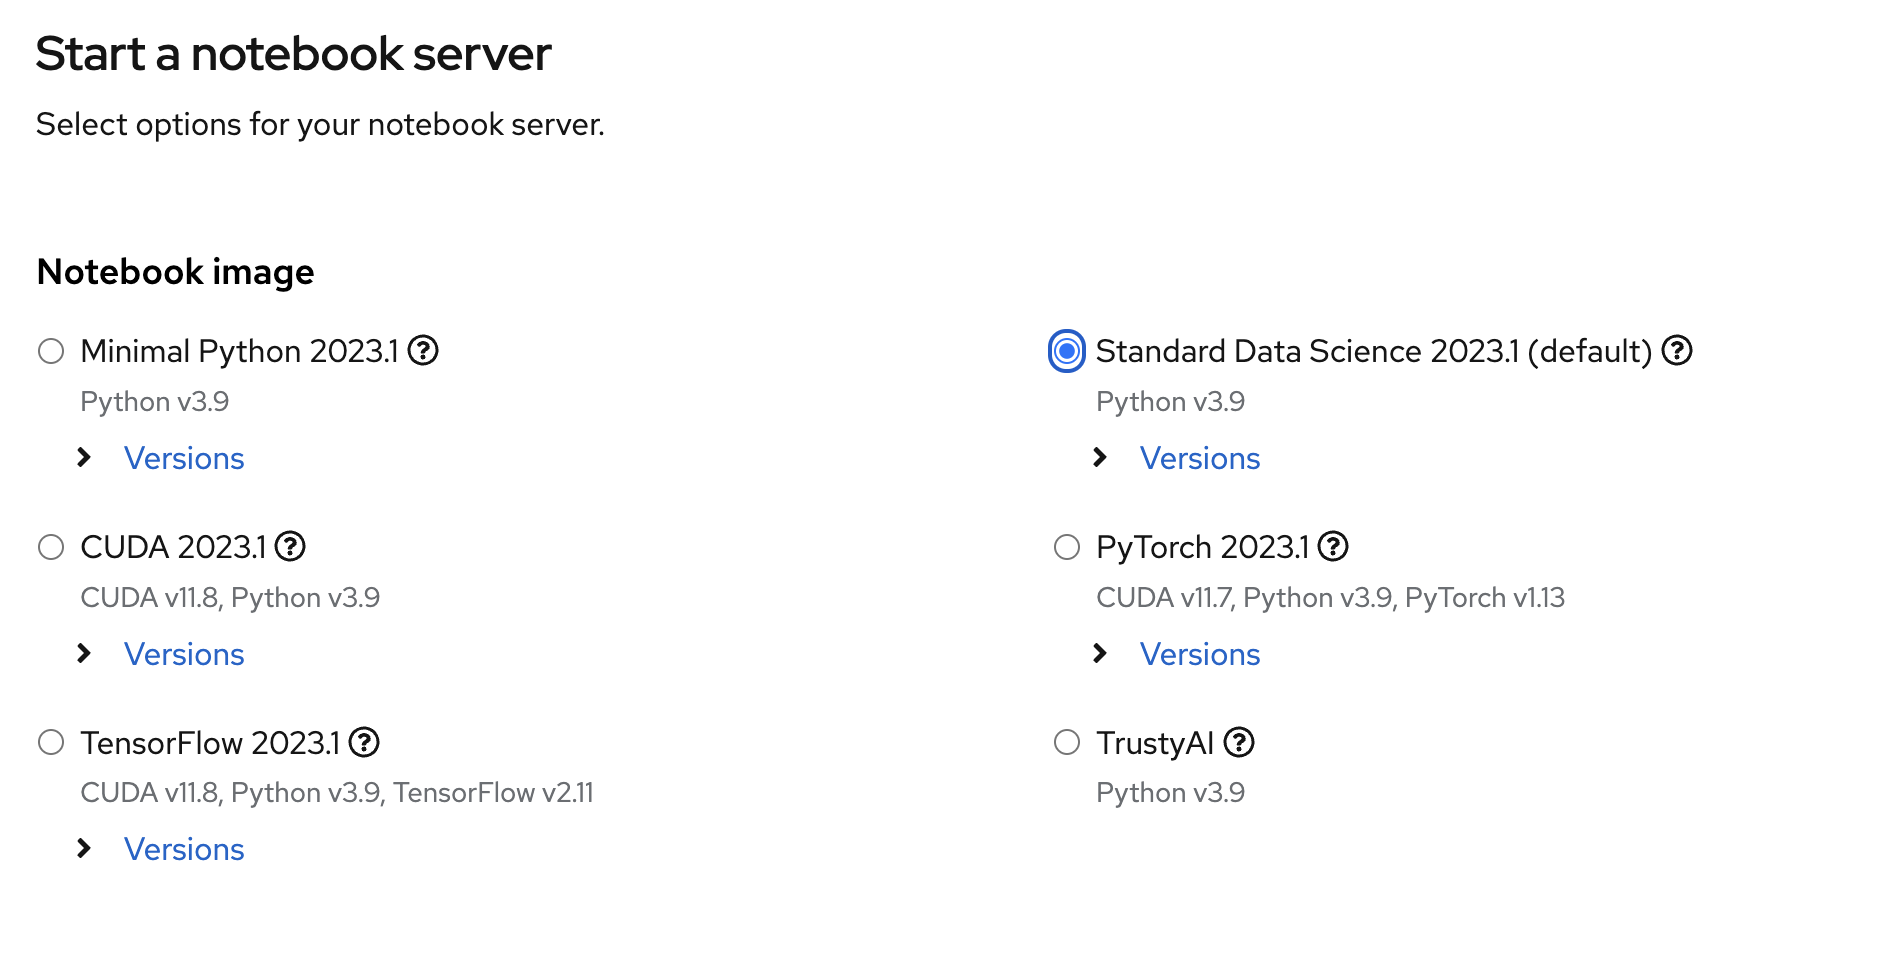 Start a notebook server
Select options for your notebook server.
Notebook image
Minimal Python 2023.1
Python v3.9
Versions
Standard Data Science 2023.1 (default)
Python v3.9
Versions
CUDA 2023.1
CUDA v11.8, Python v3.9
Versions
PyTorch 2023.1
CUDA v11.7, Python v3.9, PyTorch v1.13
Versions
TensorFlow 2023.1
CUDA v11.8, Python v3.9, TensorFlow v2.11
Versions
TrustyAI
Python v3.9